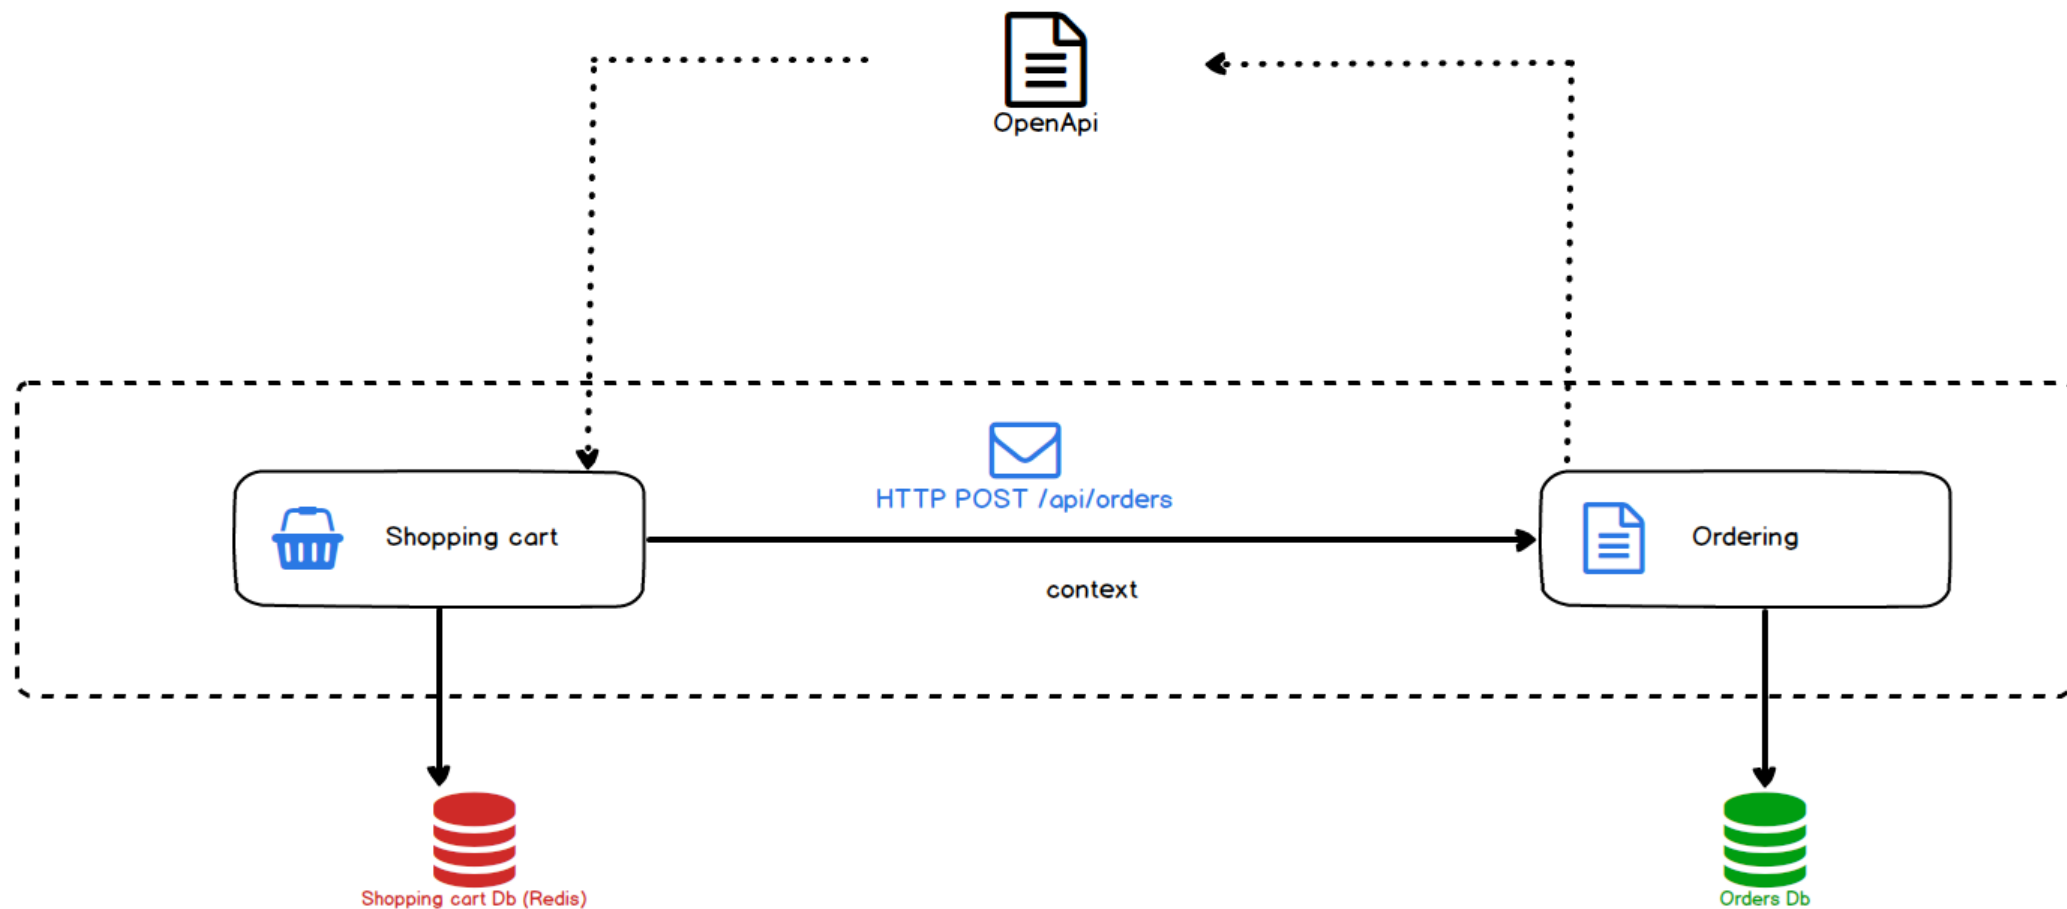 OpenApi
HTTP POST /api/orders
Shopping cart
Ordering
context
Shopping cart Db (Redis)
Orders Db